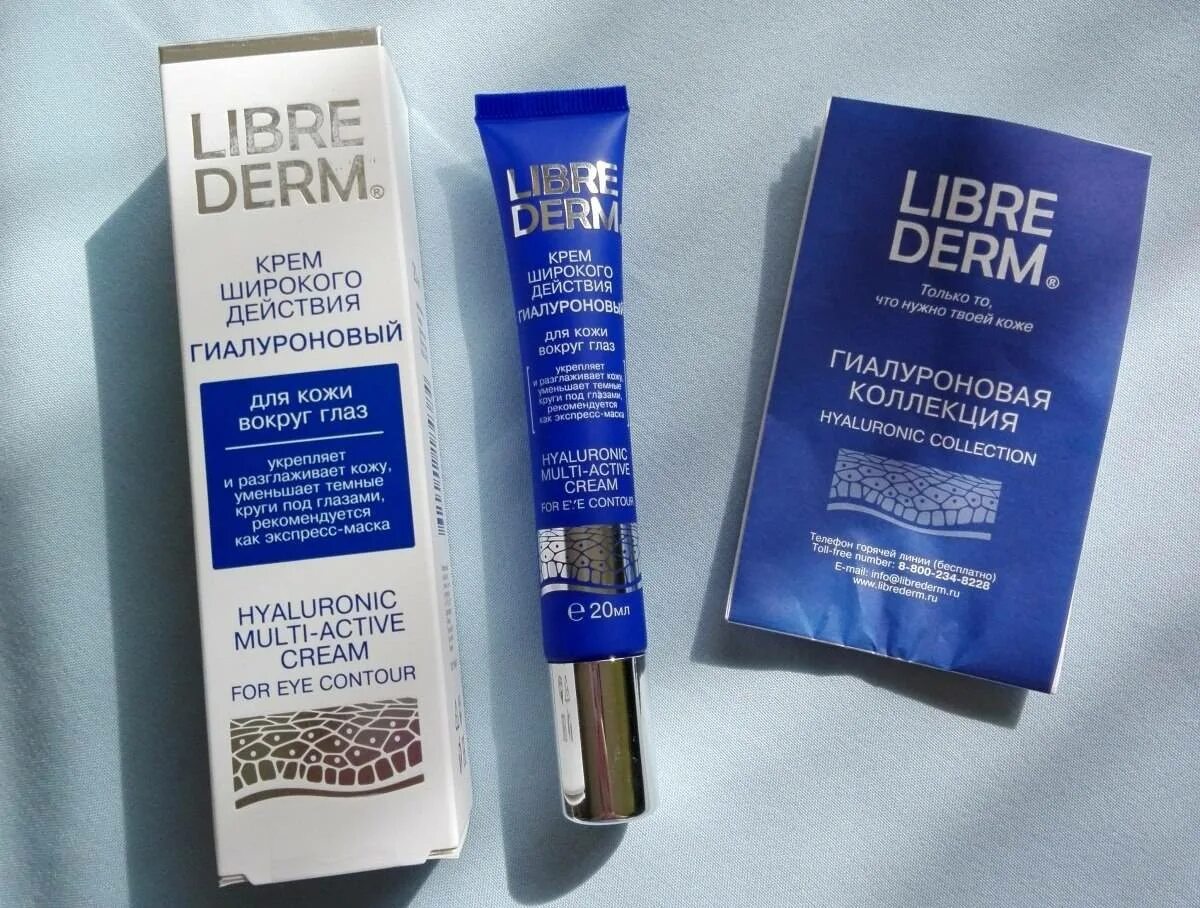 LIBRE
DERM®
КРЕМ
ШИРОКОГО
ДЕЙСТВИЯ
ГИАЛУРОНОВЫЙ
для кожи
вокруг глаз
укрепляет
и разглаживает кожу,
уменьшает темные
круги под глазами,
рекомендуется
как экспресс-маска
HYALURONIC
MULTI-ACTIVE
CREAM
FOR EYE CONTOUR
LIBRE
DERM
КРЕМ
ШИРОКОГО
ДЕЙСТВИЯ
ГИАЛУРОНОВЫЙ
для кожи
вокруг глаз
укрепляет
и разглаживает кожу,
уменьшает темные
круги под глазами,
рекомендуется
как экспресс-маска
HYALURONIC
MULTI-ACTIVE
CREAM
FOR EYE CONTOUR
℮ 20мл
LIBRE
DERM®
Только то,
что нужно твоей коже
ГИАЛУРОНОВАЯ
КОЛЛЕКЦИЯ
HYALURONIC COLLECTION
Телефон горячей линии (бесплатно)
Toll-free number: 8-800-234-8228
E-mail: info@librederm.ru
www.librederm.ru